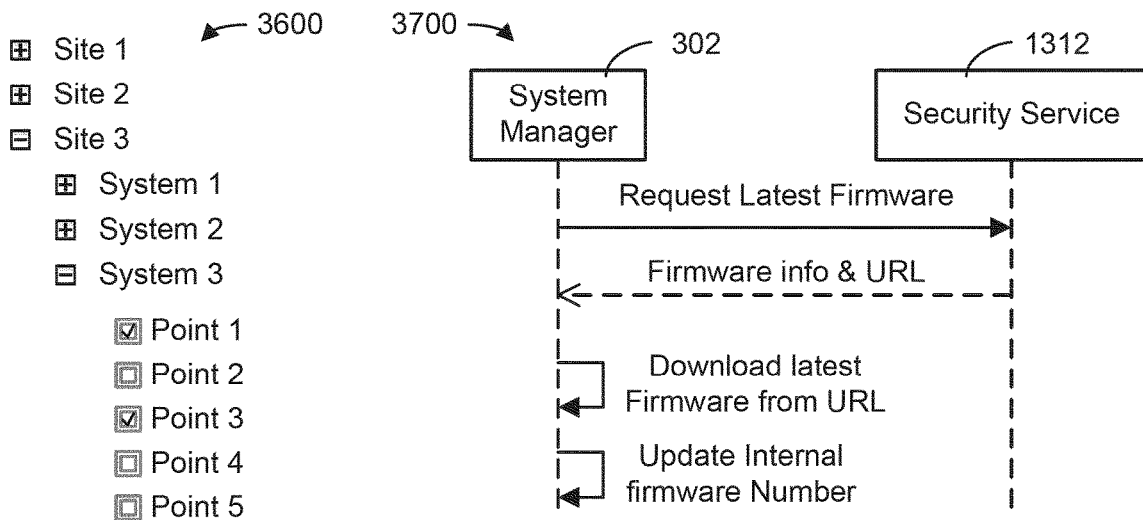 3600
Site 1
Site 2
Site 3
System 1
System 2
System 3
Point 1
Point 2
Point 3
Point 4
Point 5
3700
302
1312
System
Manager
Security Service
Request Latest Firmware
Firmware info & URL
Download latest
Firmware from URL
Update Internal
firmware Number